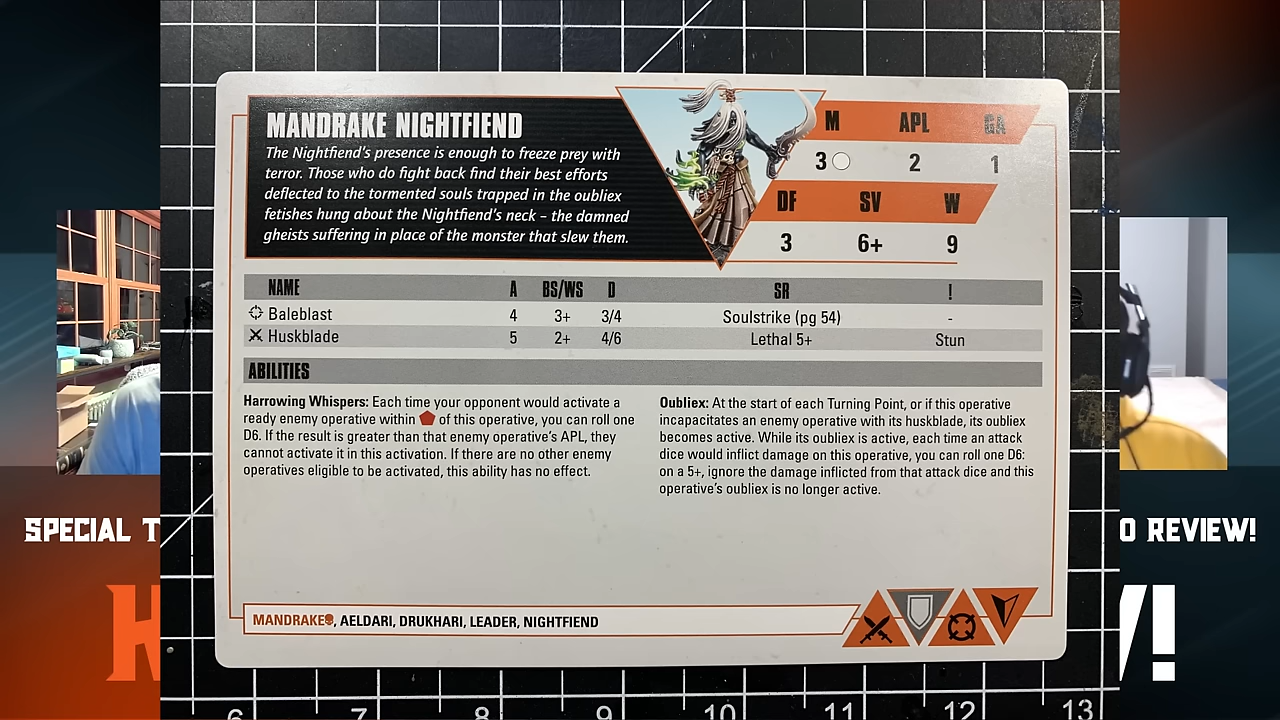 MANDRAKE NIGHTFIEND
The Nightfiend's presence is enough to freeze prey with
terror. Those who do fight back find their best efforts
deflected to the tormented souls trapped in the oubliex
fetishes hung about the Nightfiend's neck – the damned
gheists suffering in place of the monster that slew them.
M APL GA
3 2 1
DF SV W
3 6+ 9
NAME A BS/WS D SR !
Baleblast 4 3+ 3/4 Soulstrike (pg 54) -
Huskblade 5 2+ 4/6 Lethal 5+ Stun
ABILITIES
Harrowing Whispers: Each time your opponent would activate a
ready enemy operative within of this operative, you can roll one
D6. If the result is greater than that enemy operative's APL, they
cannot activate it in this activation. If there are no other enemy
operatives eligible to be activated, this ability has no effect.
Oubliex: At the start of each Turning Point, or if this operative
incapacitates an enemy operative with its huskblade, its oubliex
becomes active. While its oubliex is active, each time an attack
dice would inflict damage on this operative, you can roll one D6:
on a 5+, ignore the damage inflicted from that attack dice and this
operative's oubliex is no longer active.
MANDRAKE, AELDARI, DRUKHARI, LEADER, NIGHTFIEND
SPECIAL T
O REVIEW!
K
!
6 7 8 9 10 11 12 13